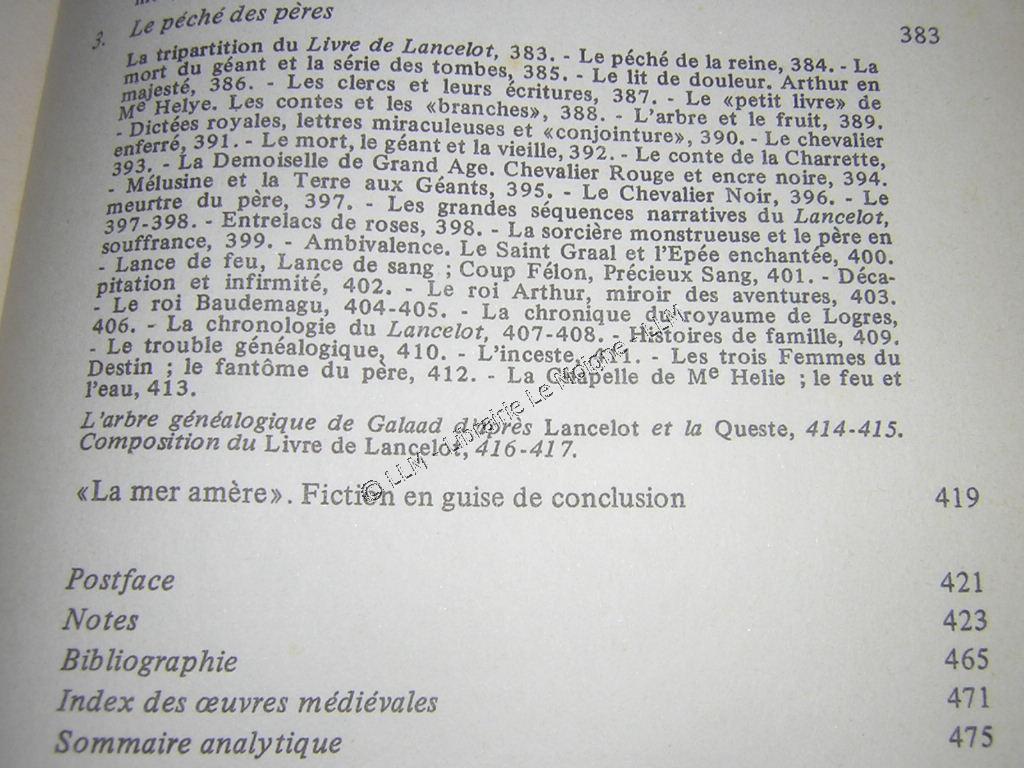 3. Le péché des pères 383
La tripartition du Livre de Lancelot, 383. - Le péché de la reine, 384. - La
mort du géant et la série des tombes, 385. - Le lit de douleur. Arthur en
majesté, 386. - Les clercs et leurs écritures, 387. - Le «petit livre» de
Me Helye. Les contes et les «branches», 388. - L'arbre et le fruit, 389.
- Dictées royales, lettres miraculeuses et «conjointure», 390. - Le chevalier
enferré, 391. - Le mort, le géant et la vieille, 392. - Le conte de la Charrette,
393. - La Demoiselle de Grand Age. Chevalier Rouge et encre noire, 394.
- Mélusine et la Terre aux Géants, 395. - Le Chevalier Noir, 396. - Le
meurtre du père, 397. - Les grandes séquences narratives du Lancelot,
397-398. - Entrelacs de roses, 398. - La sorcière monstrueuse et le père en
souffrance, 399. - Ambivalence. Le Saint Graal et l'Epée enchantée, 400.
- Lance de feu, Lance de sang ; Coup Félon, Précieux Sang, 401. - Déca-
pitation et infirmité, 402. - Le roi Arthur, miroir des aventures, 403.
- Le roi Baudemagu, 404-405. - La chronique du royaume de Logres,
406. - La chronologie du Lancelot, 407-408. - Histoires de famille, 409.
- Le trouble généalogique, 410. - L'inceste, 411. - Les trois Femmes du
Destin ; le fantôme du père, 412. - La Chapelle de Me Helie ; le feu et
l'eau, 413.
L'arbre généalogique de Galaad d'après Lancelot et la Queste, 414-415.
Composition du Livre de Lancelot, 416-417.
«La mer amère». Fiction en guise de conclusion 419
Postface 421
Notes 423
Bibliographie 465
Index des œuvres médiévales 471
Sommaire analytique 475
© LLM - Librairie Le Moigne - LLM